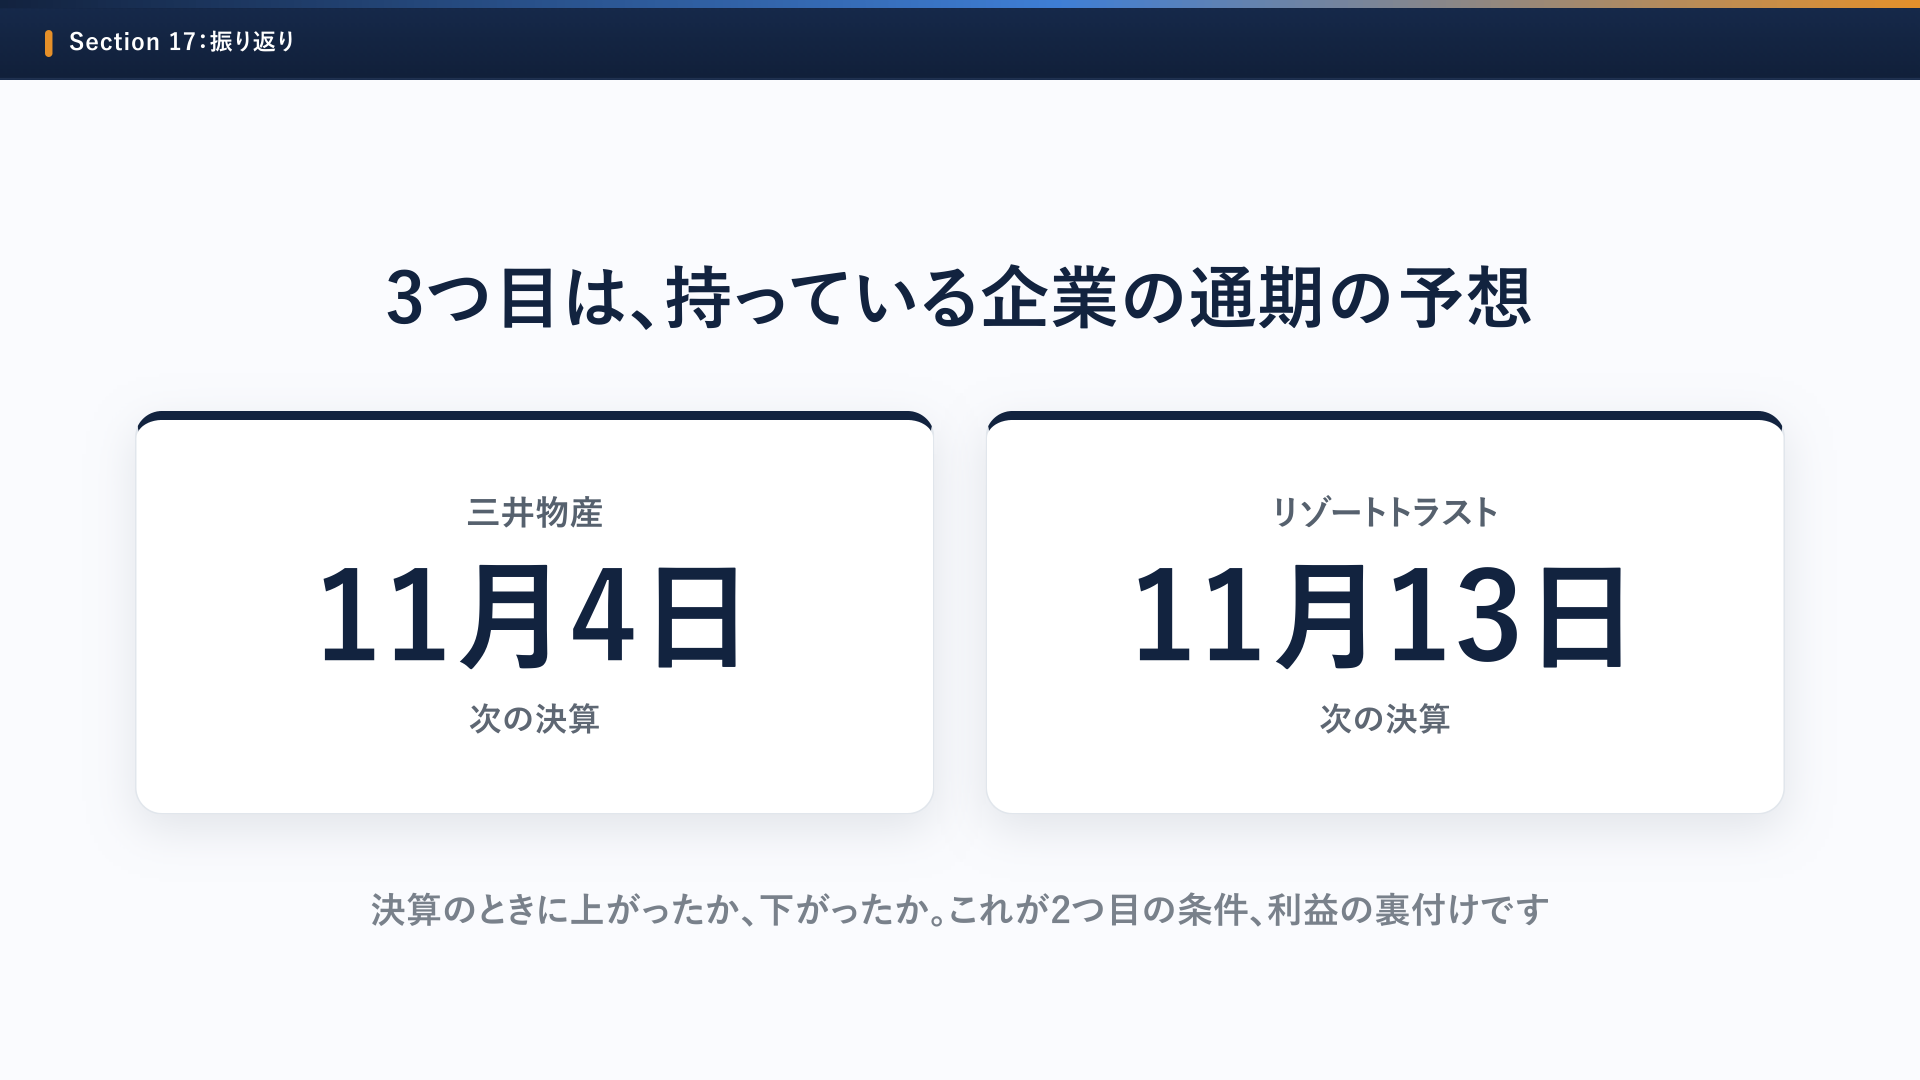 Section 17：振り返り
3つ目は、持っている企業の通期の予想
三井物産
11月4日
次の決算
リゾートトラスト
11月13日
次の決算
決算のときに上がったか、下がったか。これが2つ目の条件、利益の裏付けです